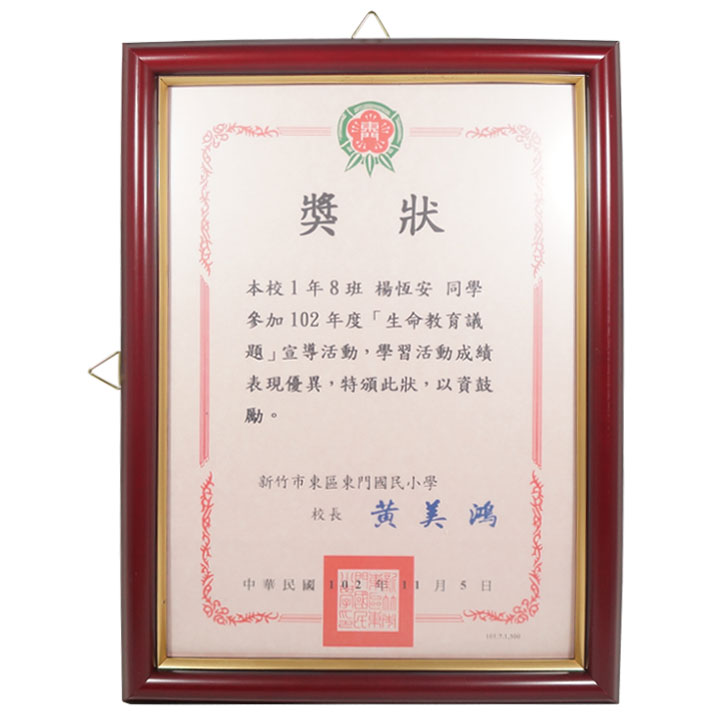 獎狀
本校1年8班 楊恆安 同學
參加102年度「生命教育議
題」宣導活動，學習活動成績
表現優異，特頒此狀，以資鼓
勵。
新竹市東區東門國民小學
校長 黃美鴻
中華民國 102 年 11 月 5 日